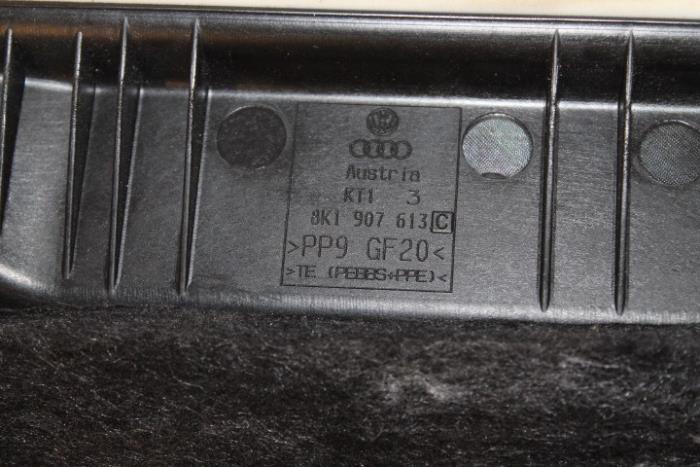 Austria
KT1 3
8K1 907 613 C
>PP9 GF20<
>TE (PEBBS+PPE)<